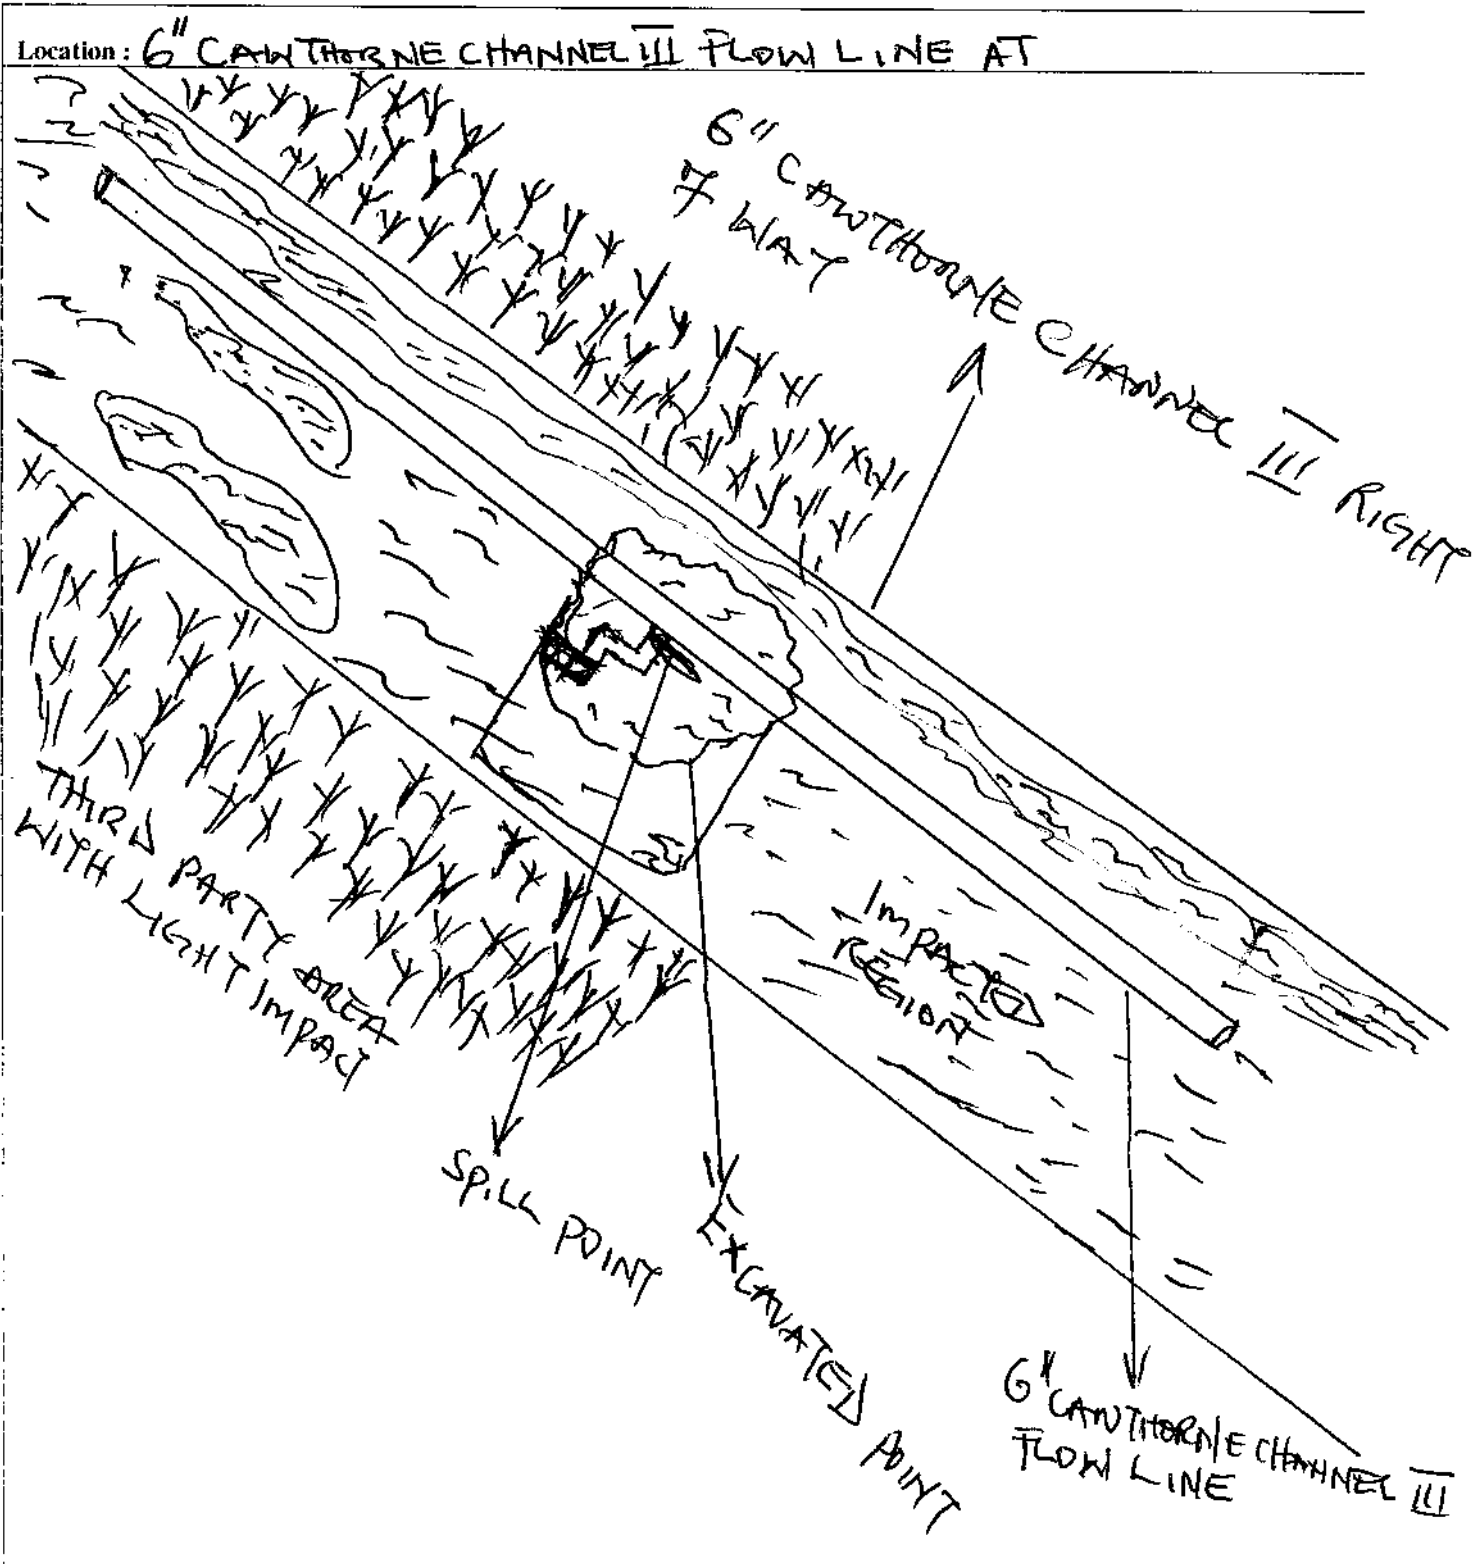 Location : 6" CAWTHORNE CHANNEL III FLOW LINE AT
6" CAWTHORNE CHANNEL III RIGHT
7 WAY
THIRD PARTY AREA
WITH LIGHT IMPACT
IMPACTED
REGION
SPILL POINT
EXCAVATED POINT
6" CAWTHORNE CHANNEL III
FLOW LINE